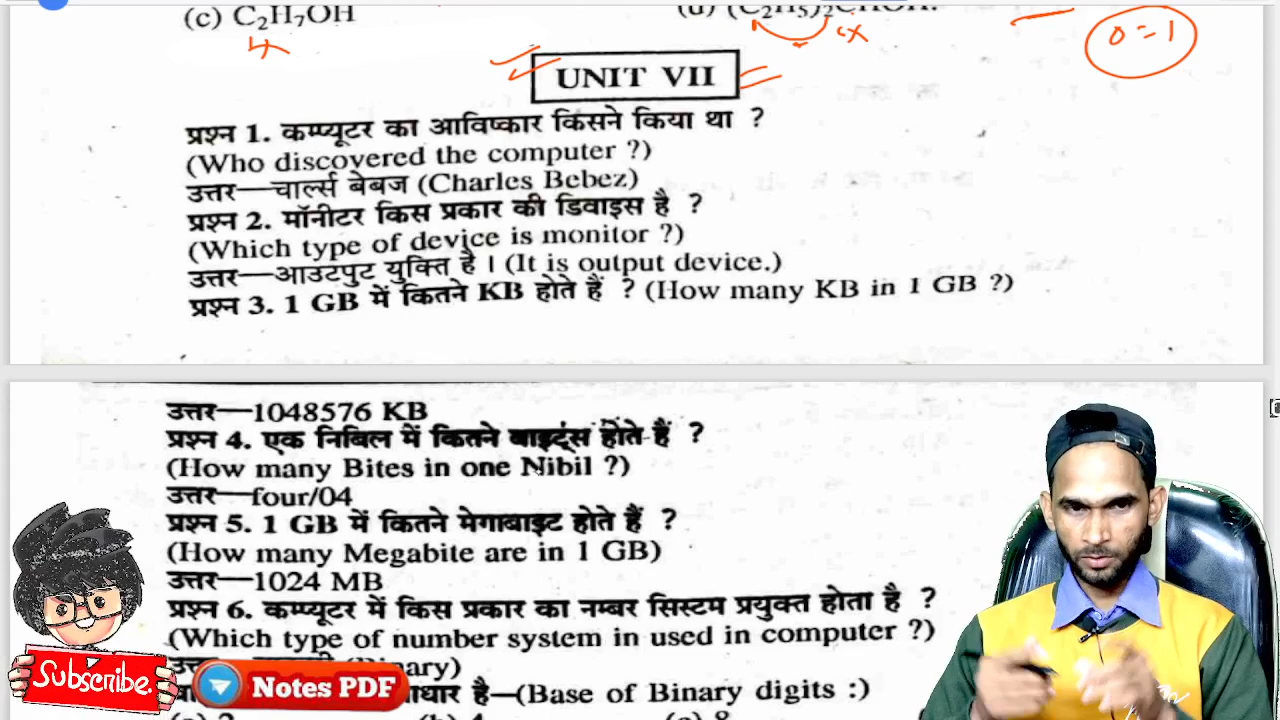 (c) C₂H₇OH
0=1
UNIT VII
प्रश्न 1. कम्प्यूटर का आविष्कार किसने किया था ?
(Who discovered the computer ?)
उत्तर—चार्ल्स बेबज (Charles Bebez)
प्रश्न 2. मॉनीटर किस प्रकार की डिवाइस है ?
(Which type of device is monitor ?)
उत्तर—आउटपुट युक्ति है । (It is output device.)
प्रश्न 3. 1 GB में कितने KB होते हैं ? (How many KB in 1 GB ?)
उत्तर—1048576 KB
प्रश्न 4. एक निबिल में कितने बाइट्स होते हैं ?
(How many Bites in one Nibil ?)
उत्तर—four/04
प्रश्न 5. 1 GB में कितने मेगाबाइट होते हैं ?
(How many Megabite are in 1 GB)
उत्तर—1024 MB
प्रश्न 6. कम्प्यूटर में किस प्रकार का नम्बर सिस्टम प्रयुक्त होता है ?
(Which type of number system in used in computer ?)
Subscribe.
Notes PDF
है—(Base of Binary digits :)